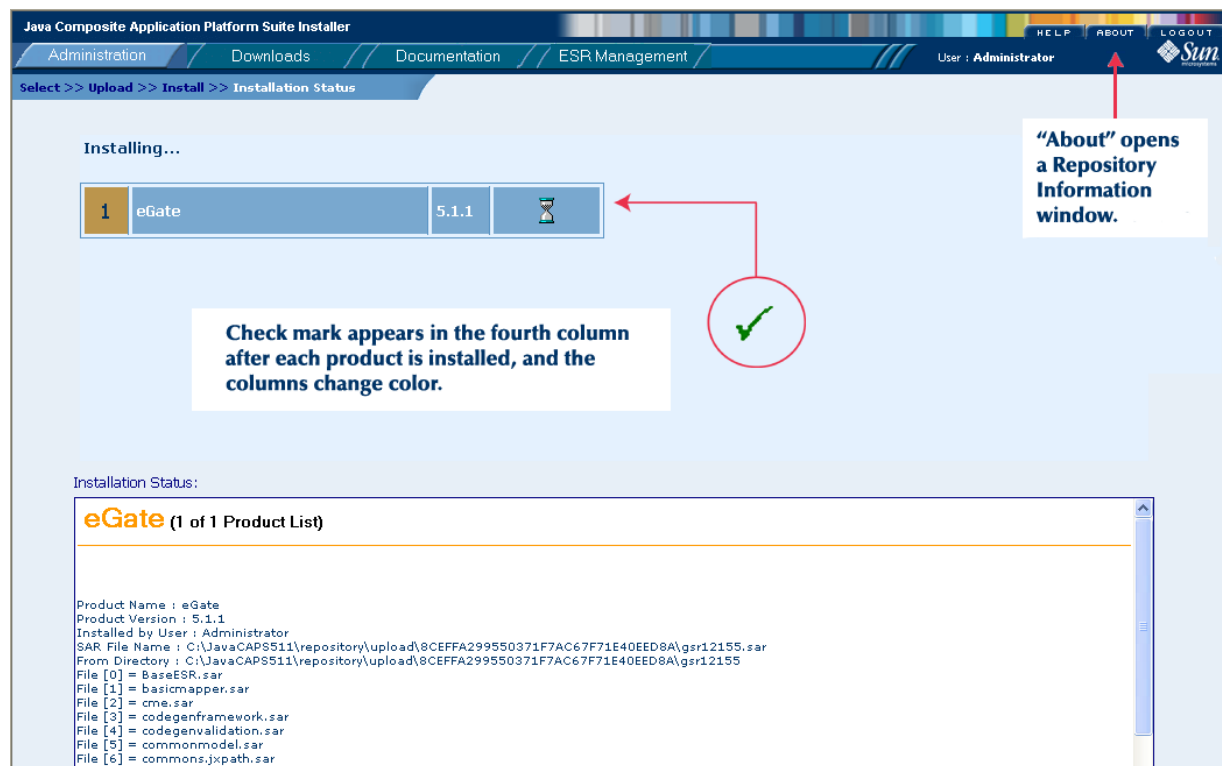 Java Composite Application Platform Suite Installer
HELP ABOUT LOGOUT
Administration Downloads Documentation ESR Management
User : Administrator
Sun
microsystems
Select >> Upload >> Install >> Installation Status
Installing...
1 eGate 5.1.1
“About” opens
a Repository
Information
window.
Check mark appears in the fourth column
after each product is installed, and the
columns change color.
Installation Status:
eGate (1 of 1 Product List)
Product Name : eGate
Product Version : 5.1.1
Installed by User : Administrator
SAR File Name : C:\JavaCAPS511\repository\upload\8CEFFA299550371F7AC67F71E40EED8A\gsr12155.sar
From Directory : C:\JavaCAPS511\repository\upload\8CEFFA299550371F7AC67F71E40EED8A\gsr12155
File [0] = BaseESR.sar
File [1] = basicmapper.sar
File [2] = cme.sar
File [3] = codegenframework.sar
File [4] = codegenvalidation.sar
File [5] = commonmodel.sar
File [6] = commons.jxpath.sar